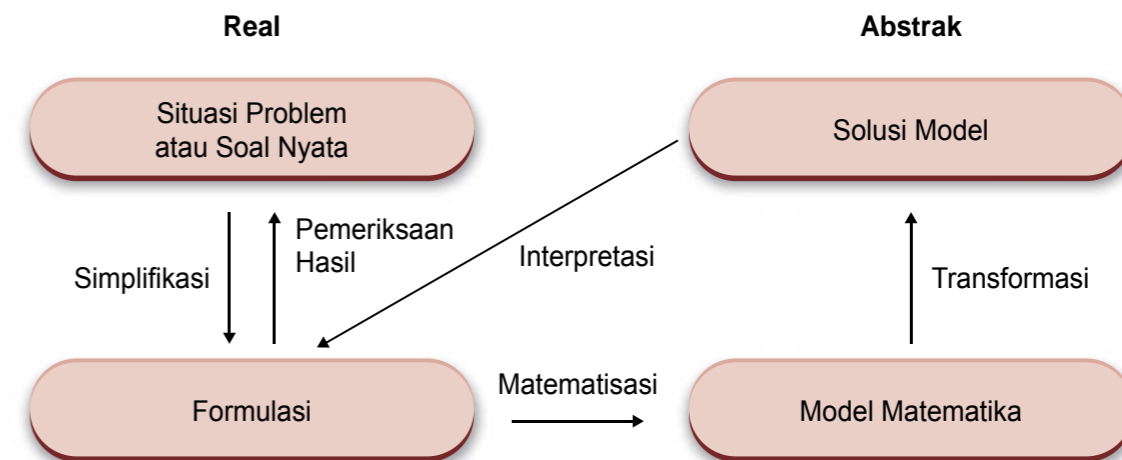 Real
Abstrak
Situasi Problem
atau Soal Nyata
Solusi Model
Simplifikasi
Pemeriksaan
Hasil
Interpretasi
Transformasi
Formulasi
Matematisasi
Model Matematika